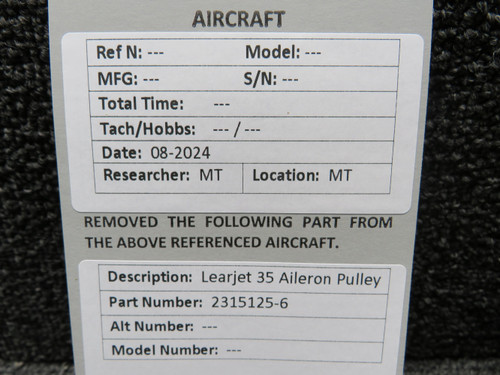 AIRCRAFT
Ref N: --- Model: ---
MFG: --- S/N: ---
Total Time: ---
Tach/Hobbs: --- / ---
Date: 08-2024
Researcher: MT Location: MT
REMOVED THE FOLLOWING PART FROM
THE ABOVE REFERENCED AIRCRAFT.
Description: Learjet 35 Aileron Pulley
Part Number: 2315125-6
Alt Number: ---
Model Number: ---